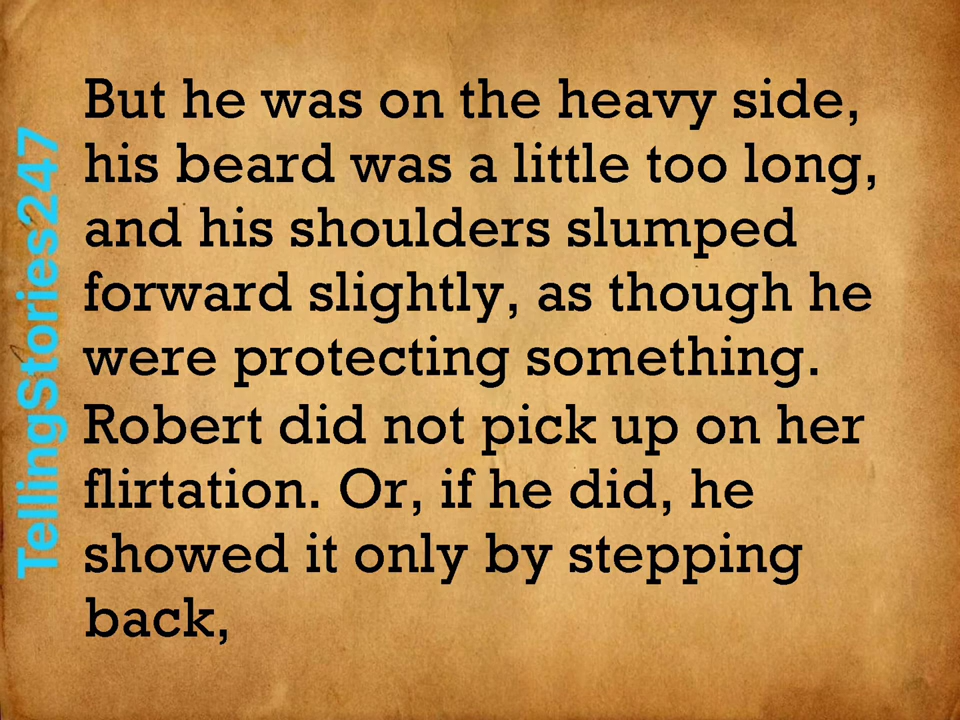 But he was on the heavy side,
his beard was a little too long,
and his shoulders slumped
forward slightly, as though he
were protecting something.
Robert did not pick up on her
flirtation. Or, if he did, he
showed it only by stepping
back,
TellingStories247